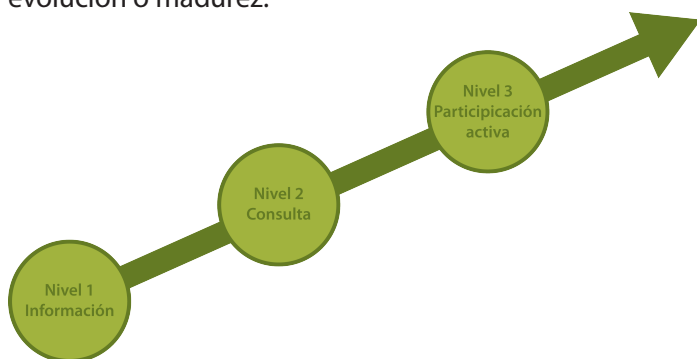 evolución o madurez.
Nivel 3
Participicación
activa
Nivel 2
Consulta
Nivel 1
Información